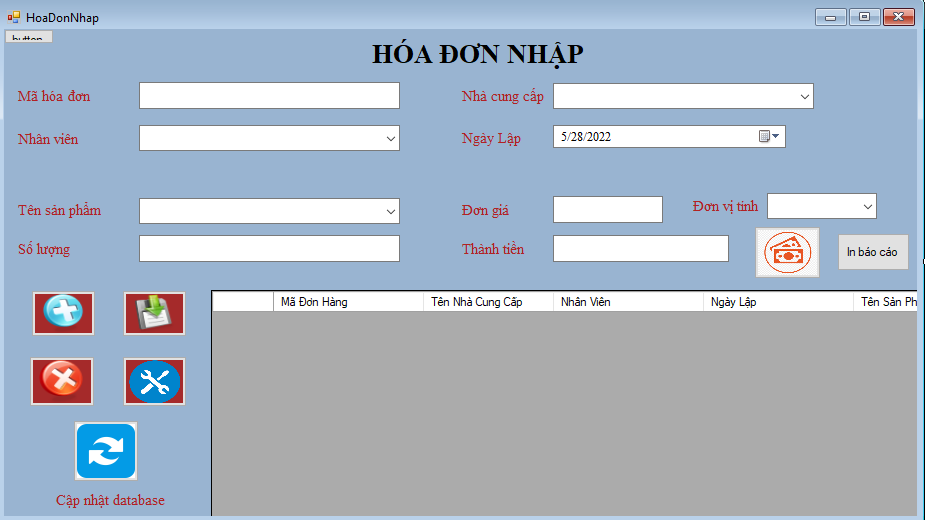 HoaDonNhap
button
HÓA ĐƠN NHẬP
Mã hóa đơn
Nhà cung cấp
Nhân viên
Ngày Lập
5/28/2022
Tên sản phẩm
Đơn giá
Đơn vị tính
Số lượng
Thành tiền
In báo cáo
Mã Đơn Hàng Tên Nhà Cung Cấp Nhân Viên Ngày Lập Tên Sản Ph
Cập nhật database